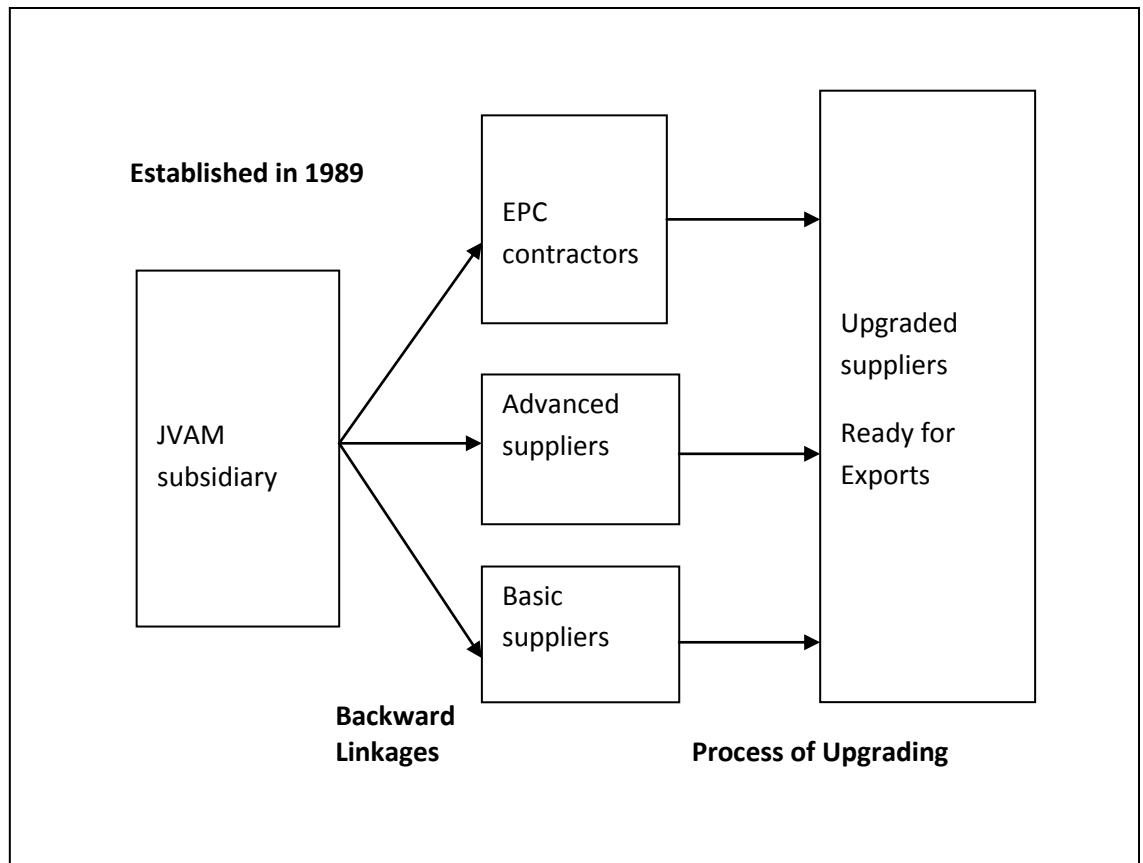 Established in 1989
JVAM
subsidiary
EPC
contractors
Advanced
suppliers
Basic
suppliers
Upgraded
suppliers
Ready for
Exports
Backward
Linkages
Process of Upgrading